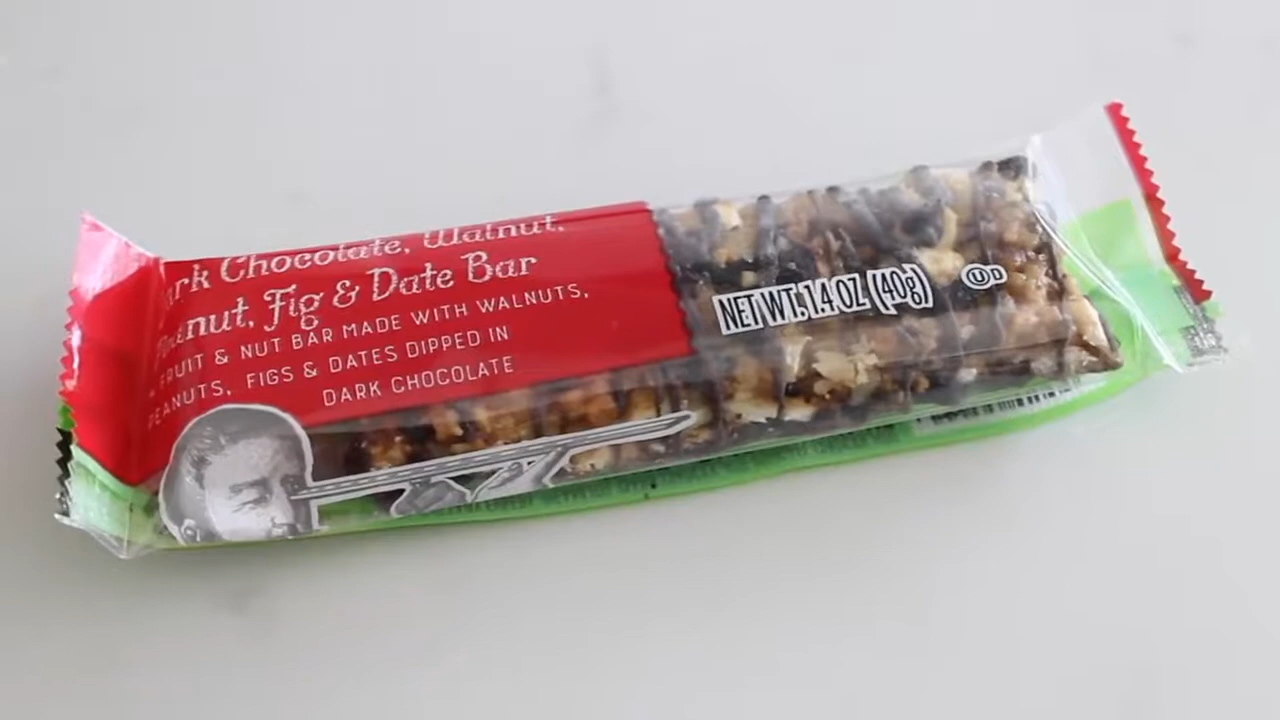 Dark Chocolate, Walnut,
Peanut, Fig & Date Bar
A FRUIT & NUT BAR MADE WITH WALNUTS,
PEANUTS, FIGS & DATES DIPPED IN
DARK CHOCOLATE
NET WT. 1.4 OZ (40g)
U D